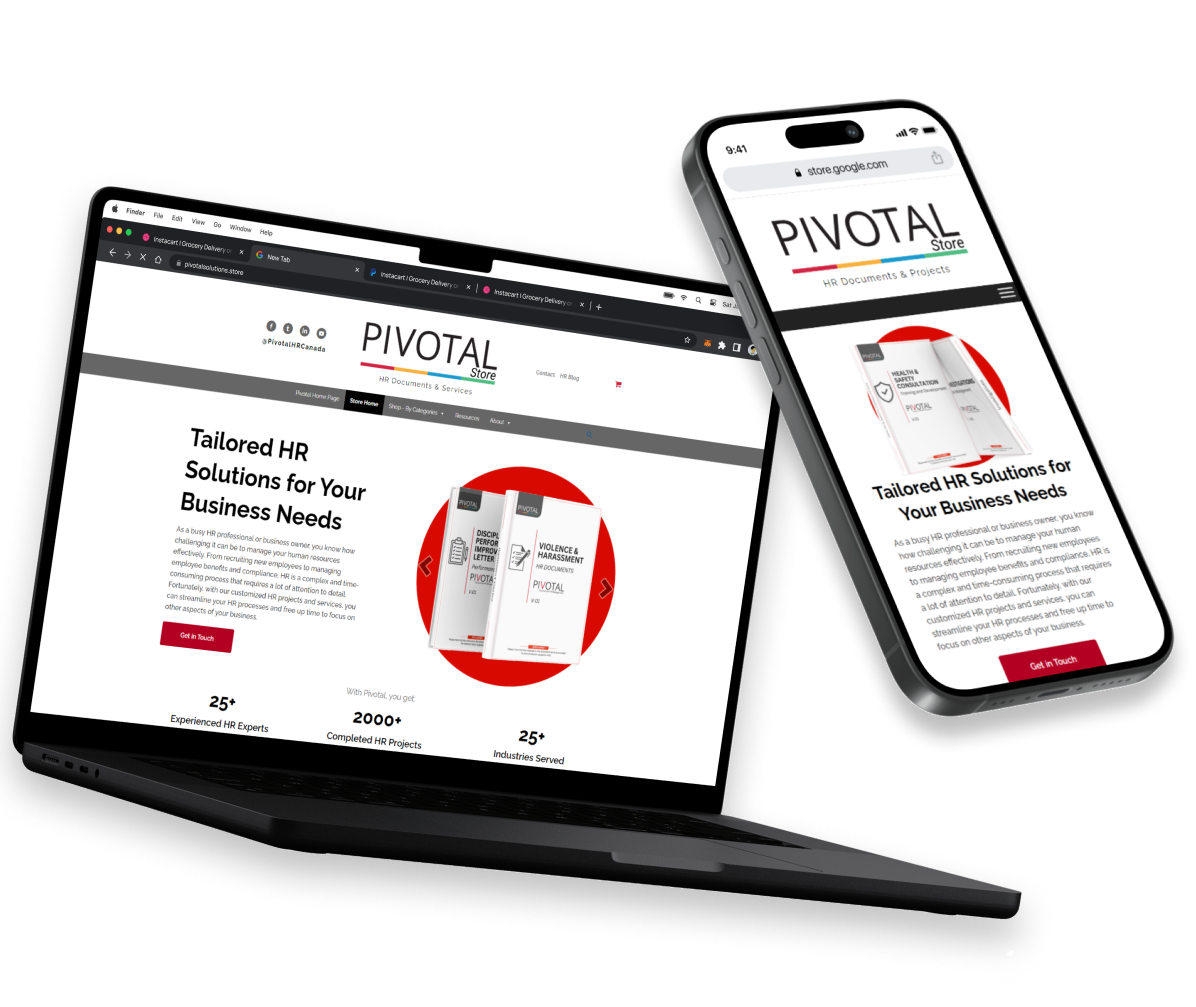 Finder File Edit View Go Window Help
Instacart | Grocery Delivery or
New Tab
Instacart | Grocery Delivery or
Instacart | Grocery Delivery or
pivotalsolutions.store
@PivotalHRCanada
PIVOTAL
Store
HR Documents & Services
Contact HR Blog
Pivotal Home Page Store Home Shop - By Categories Resources About
Tailored HR
Solutions for Your
Business Needs
As a busy HR professional or business owner, you know how
challenging it can be to manage your human resources
effectively. From recruiting new employees to managing
employee benefits and compliance, HR is a complex and time-
consuming process that requires a lot of attention to detail.
Fortunately, with our customized HR projects and services, you
can streamline your HR processes and free up time to focus on
other aspects of your business.
Get in Touch
PIVOTAL
DISCIPL
PERFOR
IMPROV
LETTER
PIVOTAL
VIOLENCE &
HARASSMENT
HR DOCUMENTS
PIVOTAL
With Pivotal, you get:
25+
Experienced HR Experts
2000+
Completed HR Projects
25+
Industries Served
9:41
store.google.com
PIVOTAL
Store
HR Documents & Projects
PIVOTAL
HEALTH &
SAFETY
CONSULTATION
Training and Development
PIVOTAL
Tailored HR Solutions for
Your Business Needs
As a busy HR professional or business owner, you know
how challenging it can be to manage your human
resources effectively. From recruiting new employees
to managing employee benefits and compliance, HR is
a complex and time-consuming process that requires
a lot of attention to detail. Fortunately, with our
customized HR projects and services, you can
streamline your HR processes and free up time to
focus on other aspects of your business.
Get in Touch